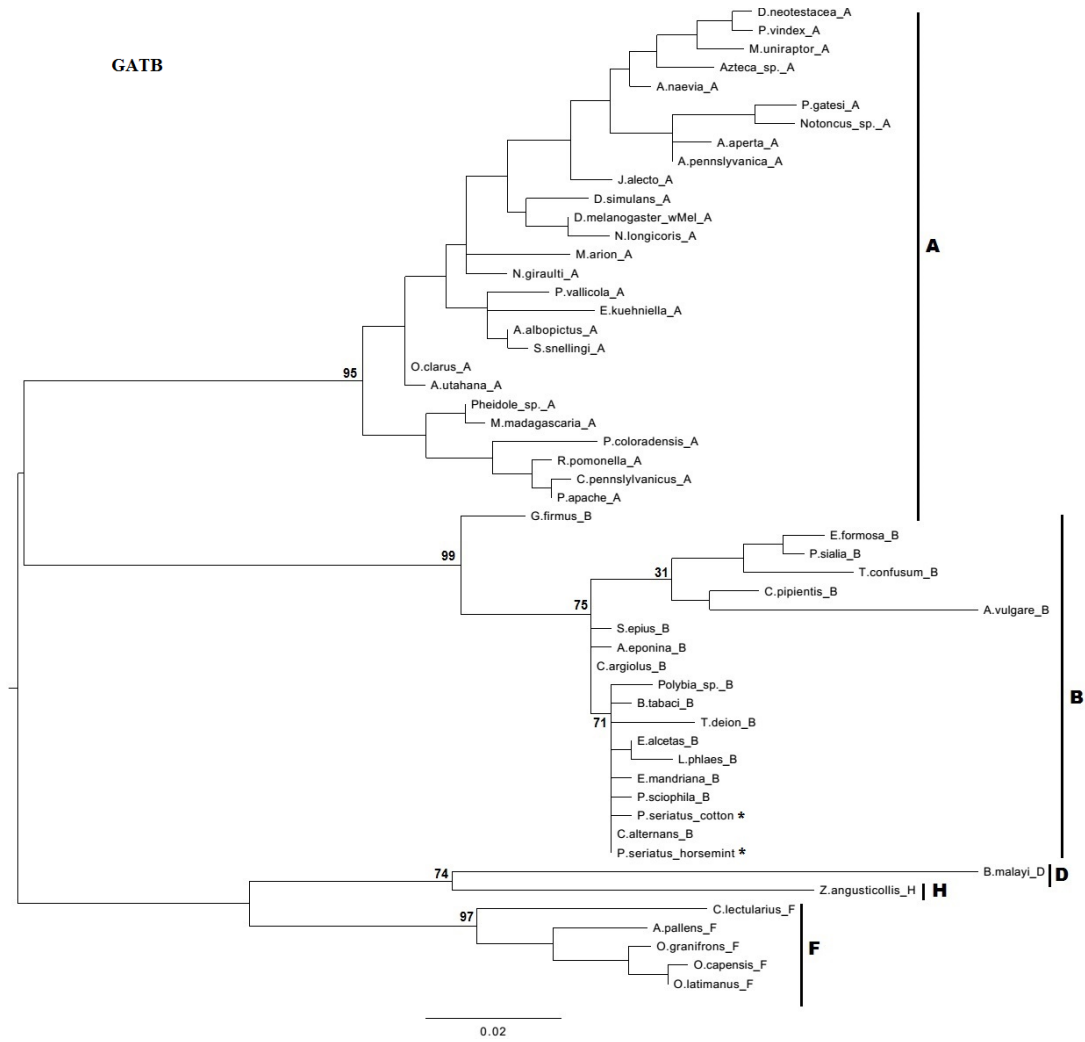 GATB
D.neotestacea_A
P.vindex_A
M.uniraptor_A
Azteca_sp._A
A.naevia_A
P.gatesi_A
Notoncus_sp._A
A.aperta_A
A.pennslyvanica_A
J.alecto_A
D.simulans_A
D.melanogaster_wMel_A
N.longicoris_A
A
M.arion_A
N.giraulti_A
P.vallicola_A
E.kuehniella_A
A.albopictus_A
S.snellingi_A
O.clarus_A
95
A.utahana_A
Pheidole_sp._A
M.madagascaria_A
P.coloradensis_A
R.pomonella_A
C.pennslylvanicus_A
P.apache_A
G.firmus_B
E.formosa_B
99
P.sialia_B
31
T.confusum_B
C.pipientis_B
75
A.vulgare_B
S.epius_B
A.eponina_B
C.argiolus_B
Polybia_sp._B
B
B.tabaci_B
71
T.deion_B
E.alcetas_B
L.phlaes_B
E.mandriana_B
P.sciophila_B
P.seriatus_cotton *
C.alternans_B
P.seriatus_horsemint *
74
B.malayi_D
D
Z.angusticollis_H
H
97
C.lectularius_F
A.pallens_F
O.granifrons_F
F
O.capensis_F
O.latimanus_F
0.02